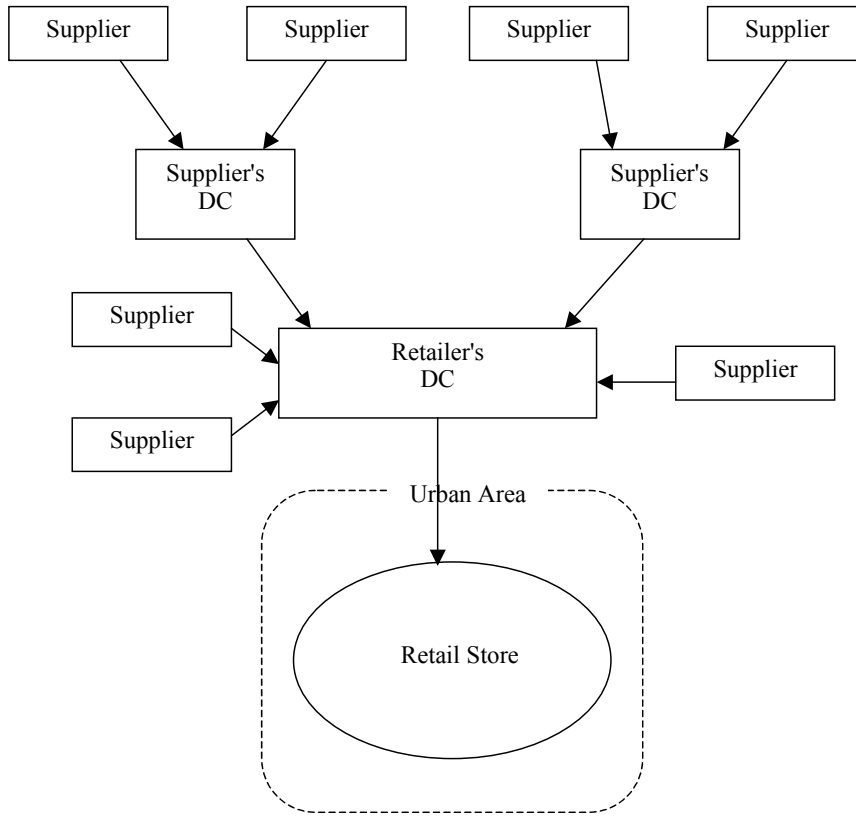 Supplier
Supplier
Supplier
Supplier
Supplier's
DC
Supplier's
DC
Supplier
Retailer's
DC
Supplier
Supplier
Urban Area
Retail Store